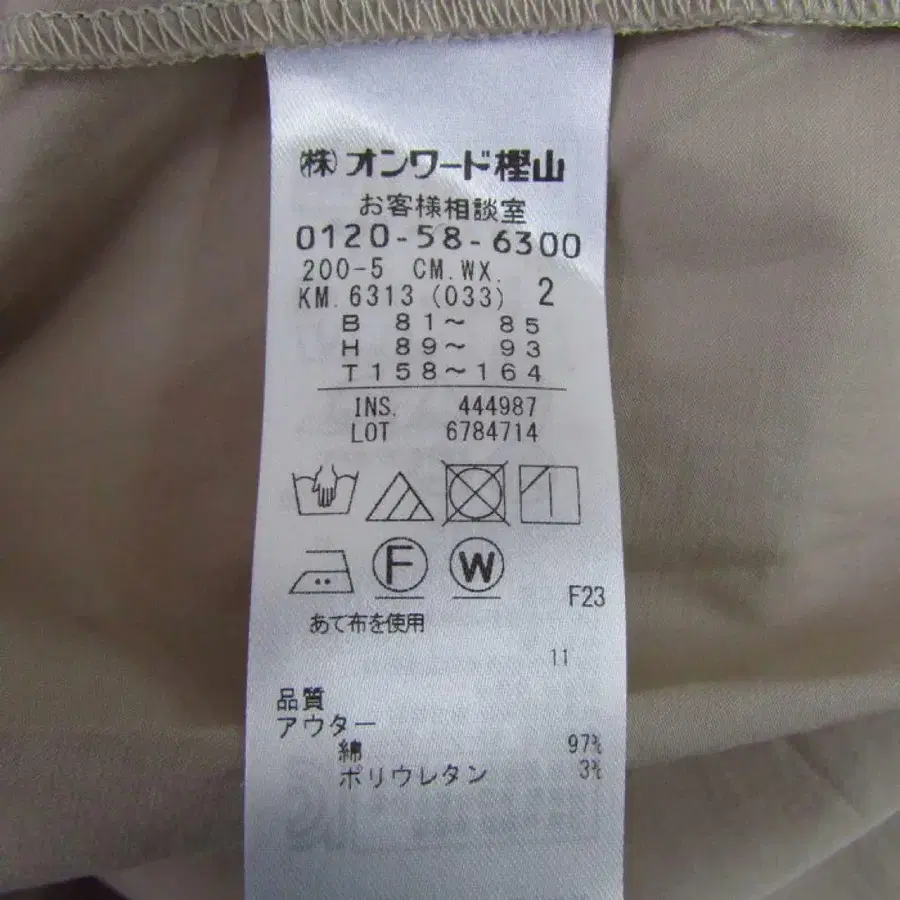 (株)オンワード樫山
お客様相談室
0120-58-6300
200-5 CM.WX.
KM.6313(033) 2
B 81～ 85
H 89～ 93
T158～164
INS. 444987
LOT 6784714
F W
F23
あて布を使用
11
品質
アウター
綿 97%
ポリウレタン 3%